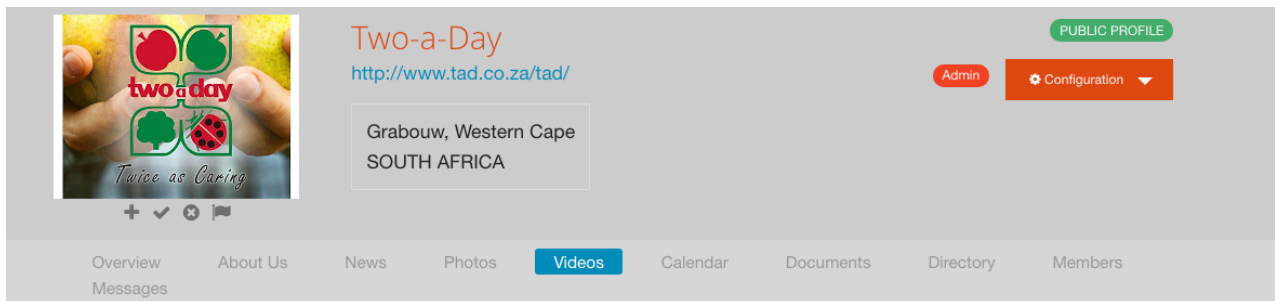 two a day
Twice as Caring
Two-a-Day
http://www.tad.co.za/tad/
Grabouw, Western Cape
SOUTH AFRICA
PUBLIC PROFILE
Admin
Configuration
Overview About Us News Photos Videos Calendar Documents Directory Members
Messages